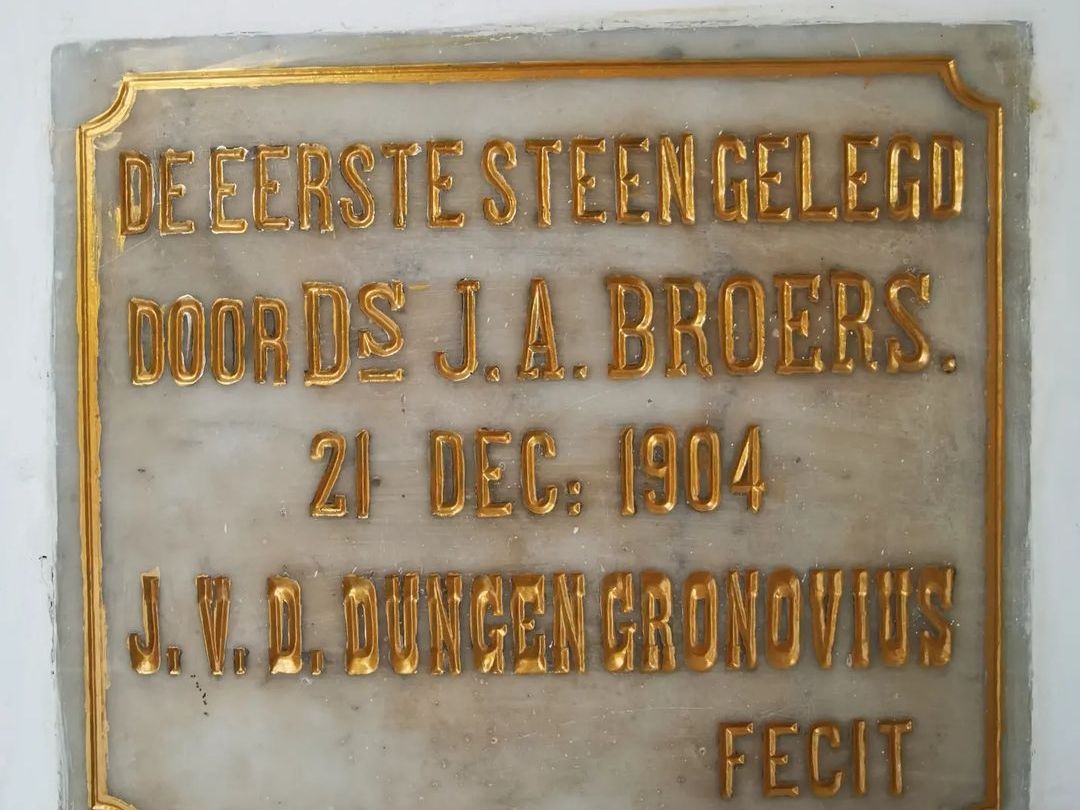 DE EERSTE STEEN GELEGD
DOOR DS J. A. BROERS.
21 DEC: 1904
J. V. D. DUNGEN GRONOVIUS
FECIT